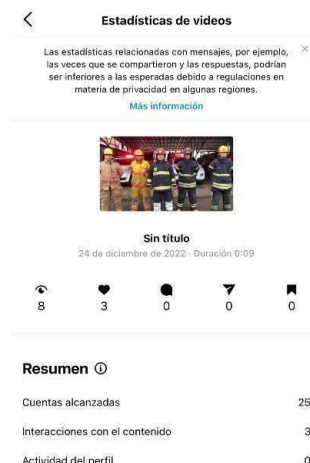 Estadísticas de videos
Las estadísticas relacionadas con mensajes, por ejemplo,
las veces que se compartieron y las respuestas, podrían
ser inferiores a las esperadas debido a regulaciones en
materia de privacidad en algunas regiones.
Más información
Sin título
24 de diciembre de 2022 · Duración 0:09
8 3 0 0 0
Resumen
Cuentas alcanzadas 25
Interacciones con el contenido 3
Actividad del perfil 0